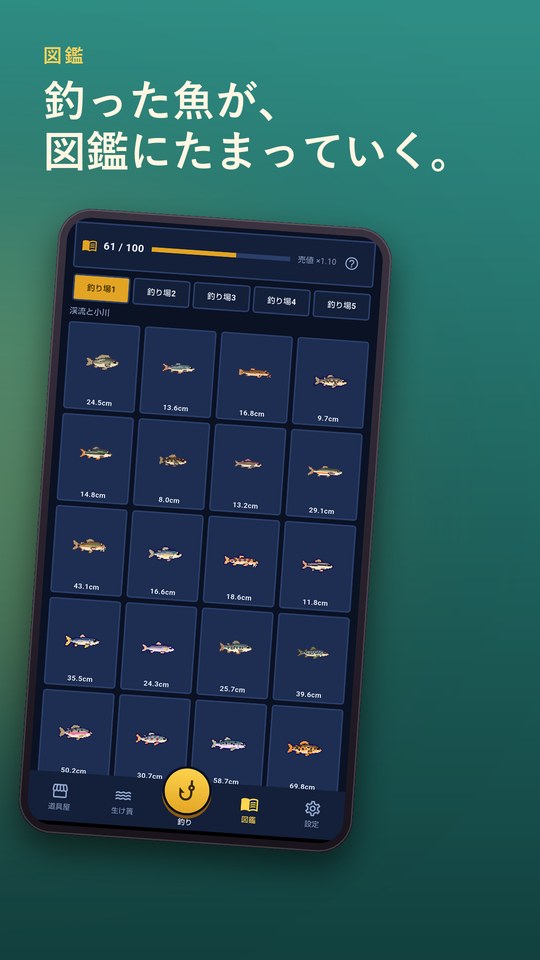 図鑑
釣った魚が、
図鑑にたまっていく。
61 / 100
売値 ×1.10
釣り場1
釣り場2
釣り場3
釣り場4
釣り場5
渓流と小川
24.5cm
13.6cm
16.8cm
9.7cm
14.8cm
8.0cm
13.2cm
29.1cm
43.1cm
16.6cm
18.6cm
11.8cm
35.5cm
24.3cm
25.7cm
39.6cm
50.2cm
30.7cm
58.7cm
69.8cm
道具屋
生け簀
釣り
図鑑
設定